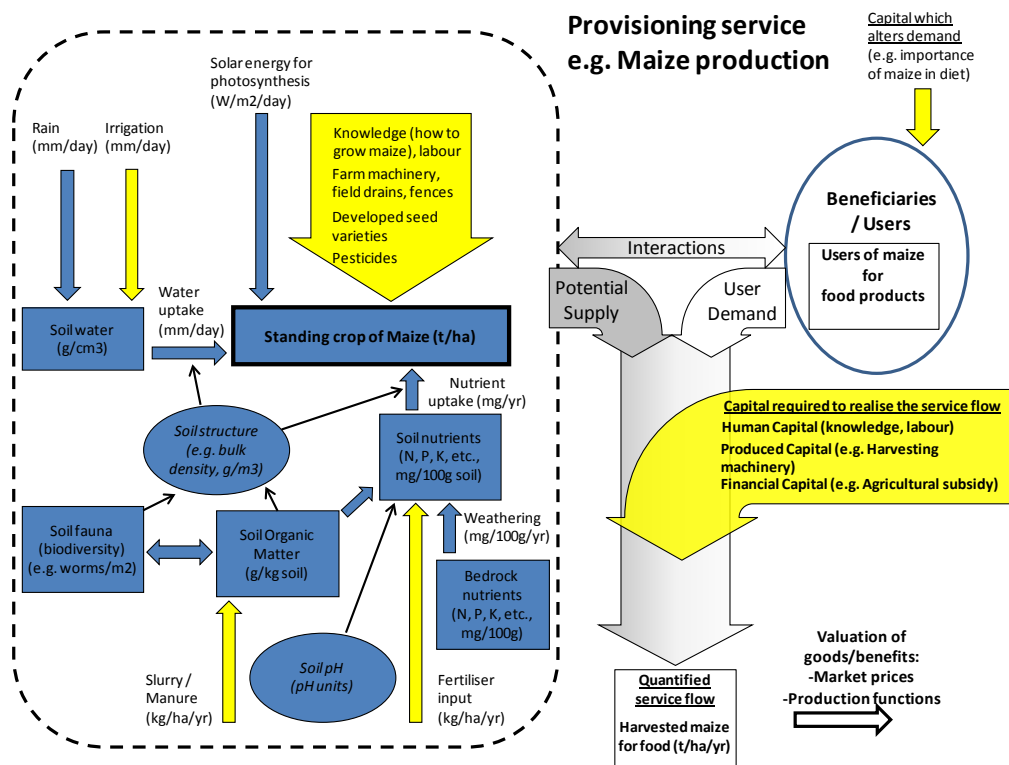 Provisioning service
e.g. Maize production
Capital which
alters demand
(e.g. importance
of maize in diet)
Solar energy for
photosynthesis
(W/m2/day)
Rain
(mm/day)
Irrigation
(mm/day)
Knowledge (how to
grow maize), labour
Farm machinery,
field drains, fences
Developed seed
varieties
Pesticides
Beneficiaries
/ Users
Users of maize
for
food products
Interactions
Potential
Supply
User
Demand
Water
uptake
(mm/day)
Soil water
(g/cm3)
Standing crop of Maize (t/ha)
Nutrient
uptake (mg/yr)
Soil structure
(e.g. bulk
density, g/m3)
Soil nutrients
(N, P, K, etc.,
mg/100g soil)
Capital required to realise the service flow
Human Capital (knowledge, labour)
Produced Capital (e.g. Harvesting
machinery)
Financial Capital (e.g. Agricultural subsidy)
Soil fauna
(biodiversity)
(e.g. worms/m2)
Soil Organic
Matter
(g/kg soil)
Weathering
(mg/100g/yr)
Bedrock
nutrients
(N, P, K, etc.,
mg/100g)
Soil pH
(pH units)
Slurry /
Manure
(kg/ha/yr)
Fertiliser
input
(kg/ha/yr)
Quantified
service flow
Harvested maize
for food (t/ha/yr)
Valuation of
goods/benefits:
-Market prices
-Production functions